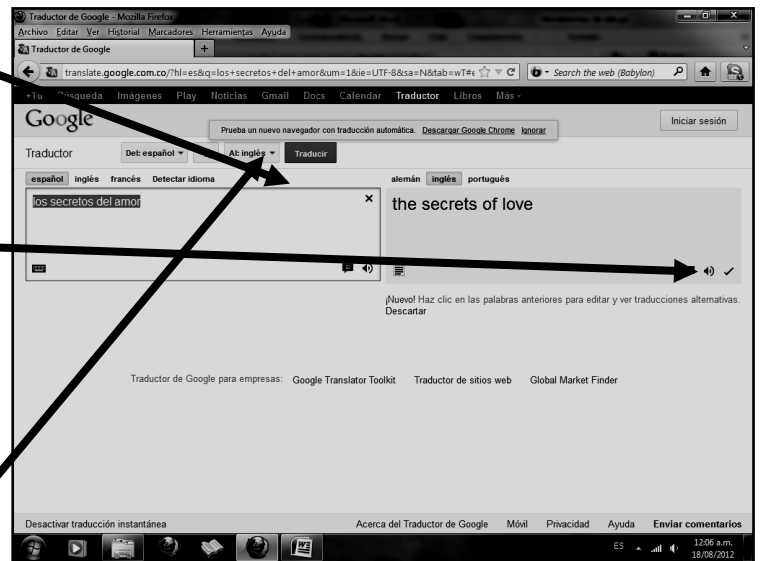 Traductor de Google - Mozilla Firefox
Archivo Editar Ver Historial Marcadores Herramientas Ayuda
Traductor de Google +
translate.google.com.co/?hl=es&q=los+secretos+del+amor&um=1&ie=UTF-8&sa=N&tab=wT#
Search the web (Babylon)
+Tú Búsqueda Imágenes Play Noticias Gmail Docs Calendar Traductor Libros Más
Google
Prueba un nuevo navegador con traducción automática. Descargar Google Chrome Ignorar
Iniciar sesión
Traductor Del: español Al: inglés Traducir
español inglés francés Detectar idioma alemán inglés portugués
los secretos del amor the secrets of love
¡Nuevo! Haz clic en las palabras anteriores para editar y ver traducciones alternativas.
Descartar
Traductor de Google para empresas: Google Translator Toolkit Traductor de sitios web Global Market Finder
Desactivar traducción instantánea Acerca del Traductor de Google Móvil Privacidad Ayuda Enviar comentarios
ES 12:06 a.m.
18/08/2012